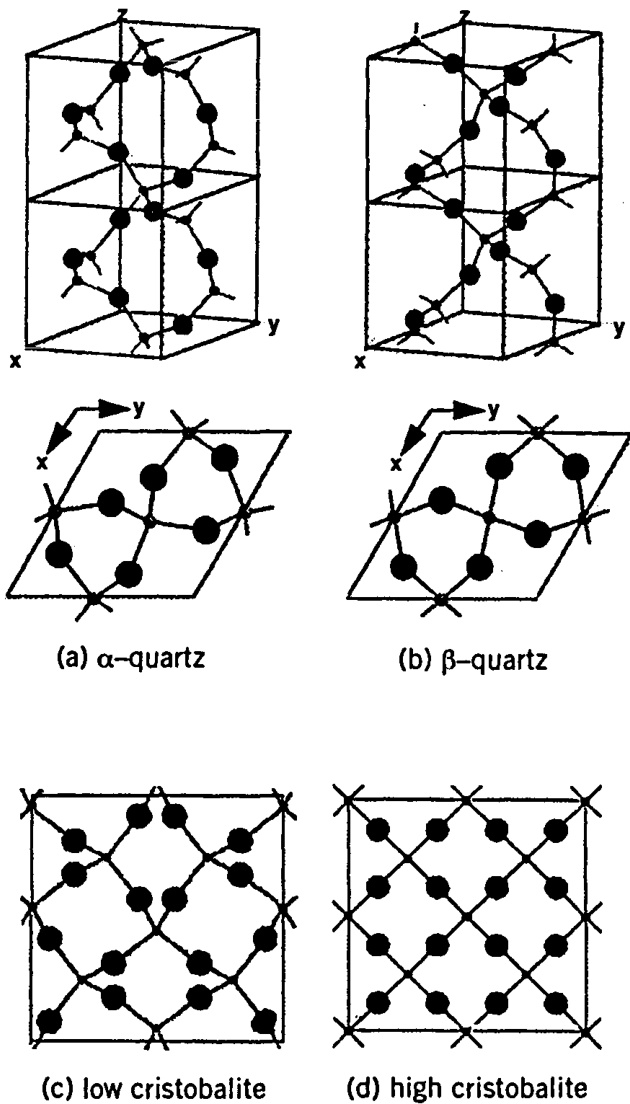 z
z
y
x
y
x
y
x
y
x
(a) α–quartz
(b) β–quartz
(c) low cristobalite
(d) high cristobalite